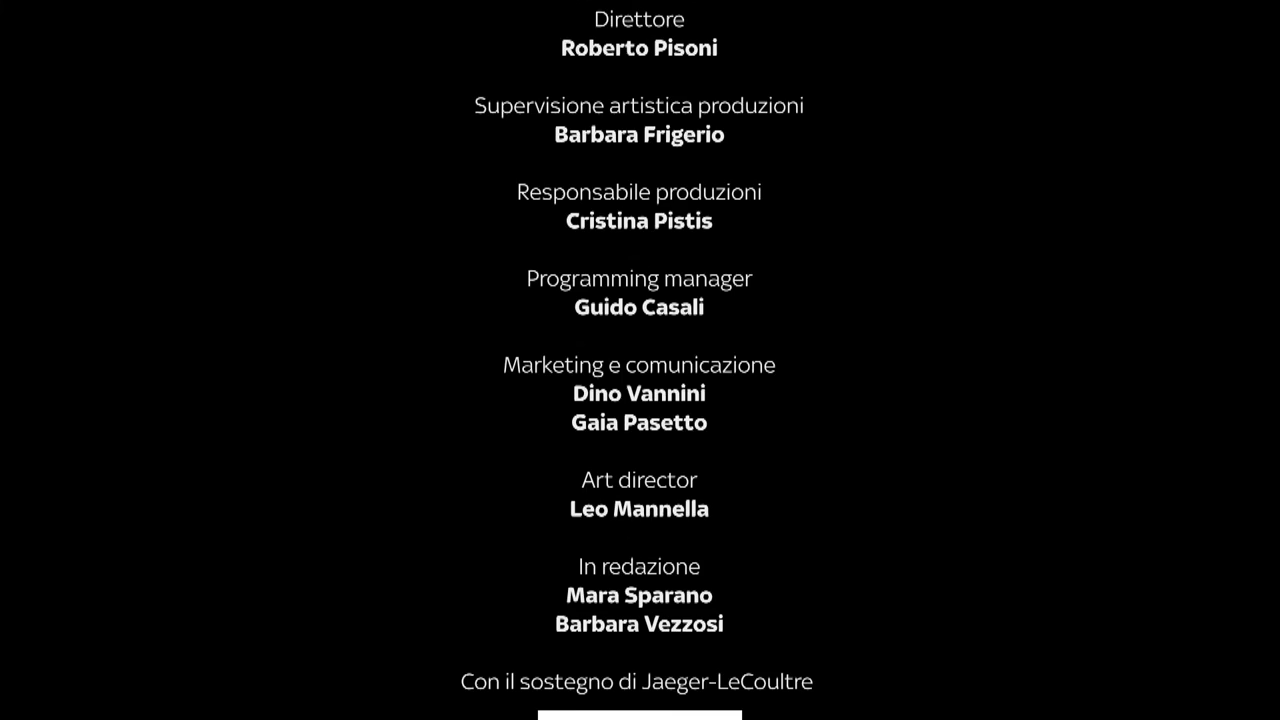 Direttore
Roberto Pisoni
Supervisione artistica produzioni
Barbara Frigerio
Responsabile produzioni
Cristina Pistis
Programming manager
Guido Casali
Marketing e comunicazione
Dino Vannini
Gaia Pasetto
Art director
Leo Mannella
In redazione
Mara Sparano
Barbara Vezzosi
Con il sostegno di Jaeger-LeCoultre